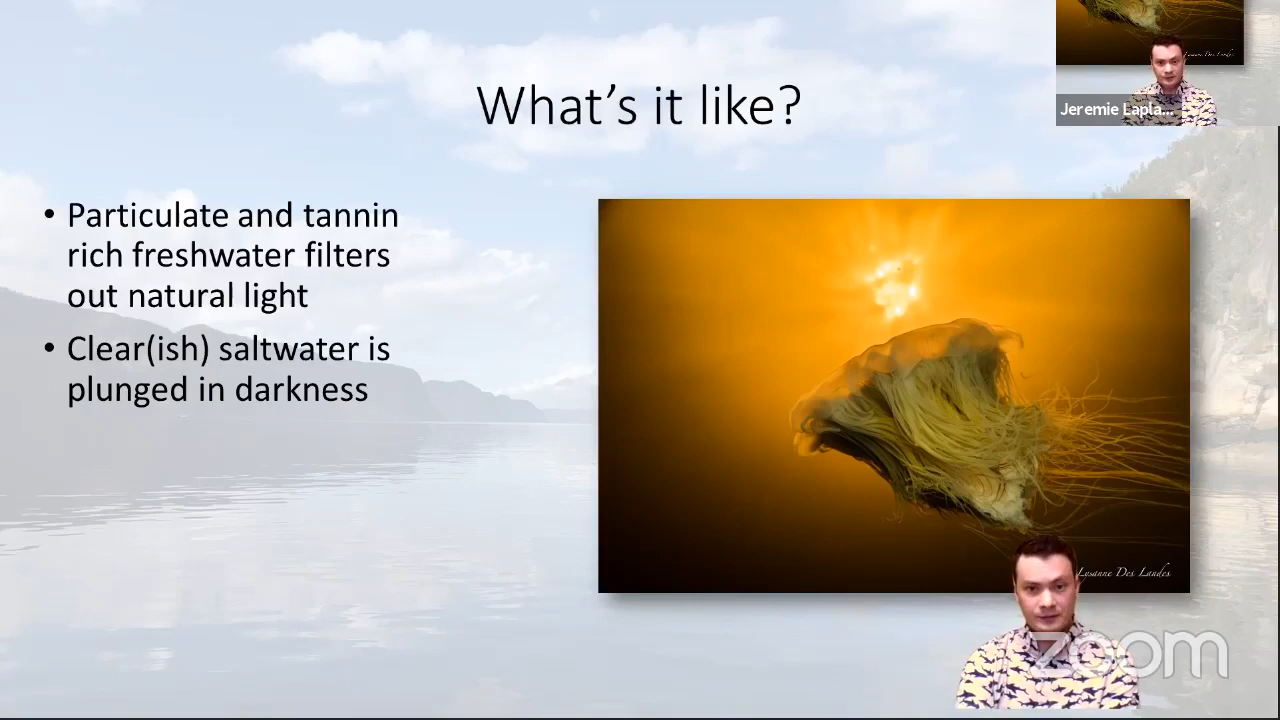 What's it like?
Jeremie Lapla...
• Particulate and tannin
rich freshwater filters
out natural light
• Clear(ish) saltwater is
plunged in darkness
Lysanne Des Landes
zoom